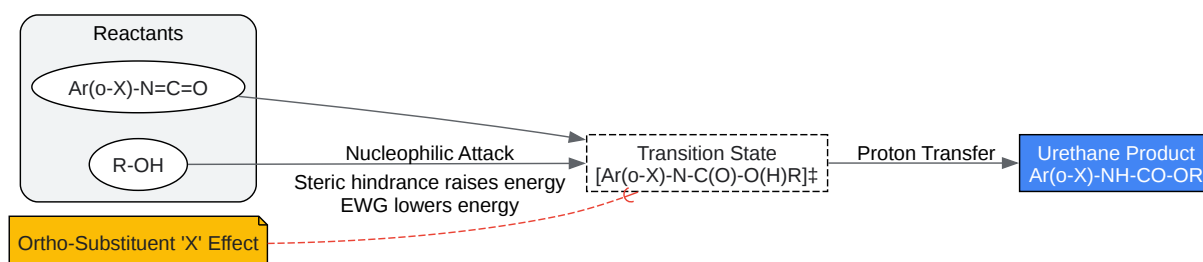 Reactants
Ar(o-X)-N=C=O
R-OH
Nucleophilic Attack
Steric hindrance raises energy
EWG lowers energy
Ortho-Substituent 'X' Effect
Transition State
[Ar(o-X)-N-C(O)-O(H)R]‡
Proton Transfer
Urethane Product
Ar(o-X)-NH-CO-OR